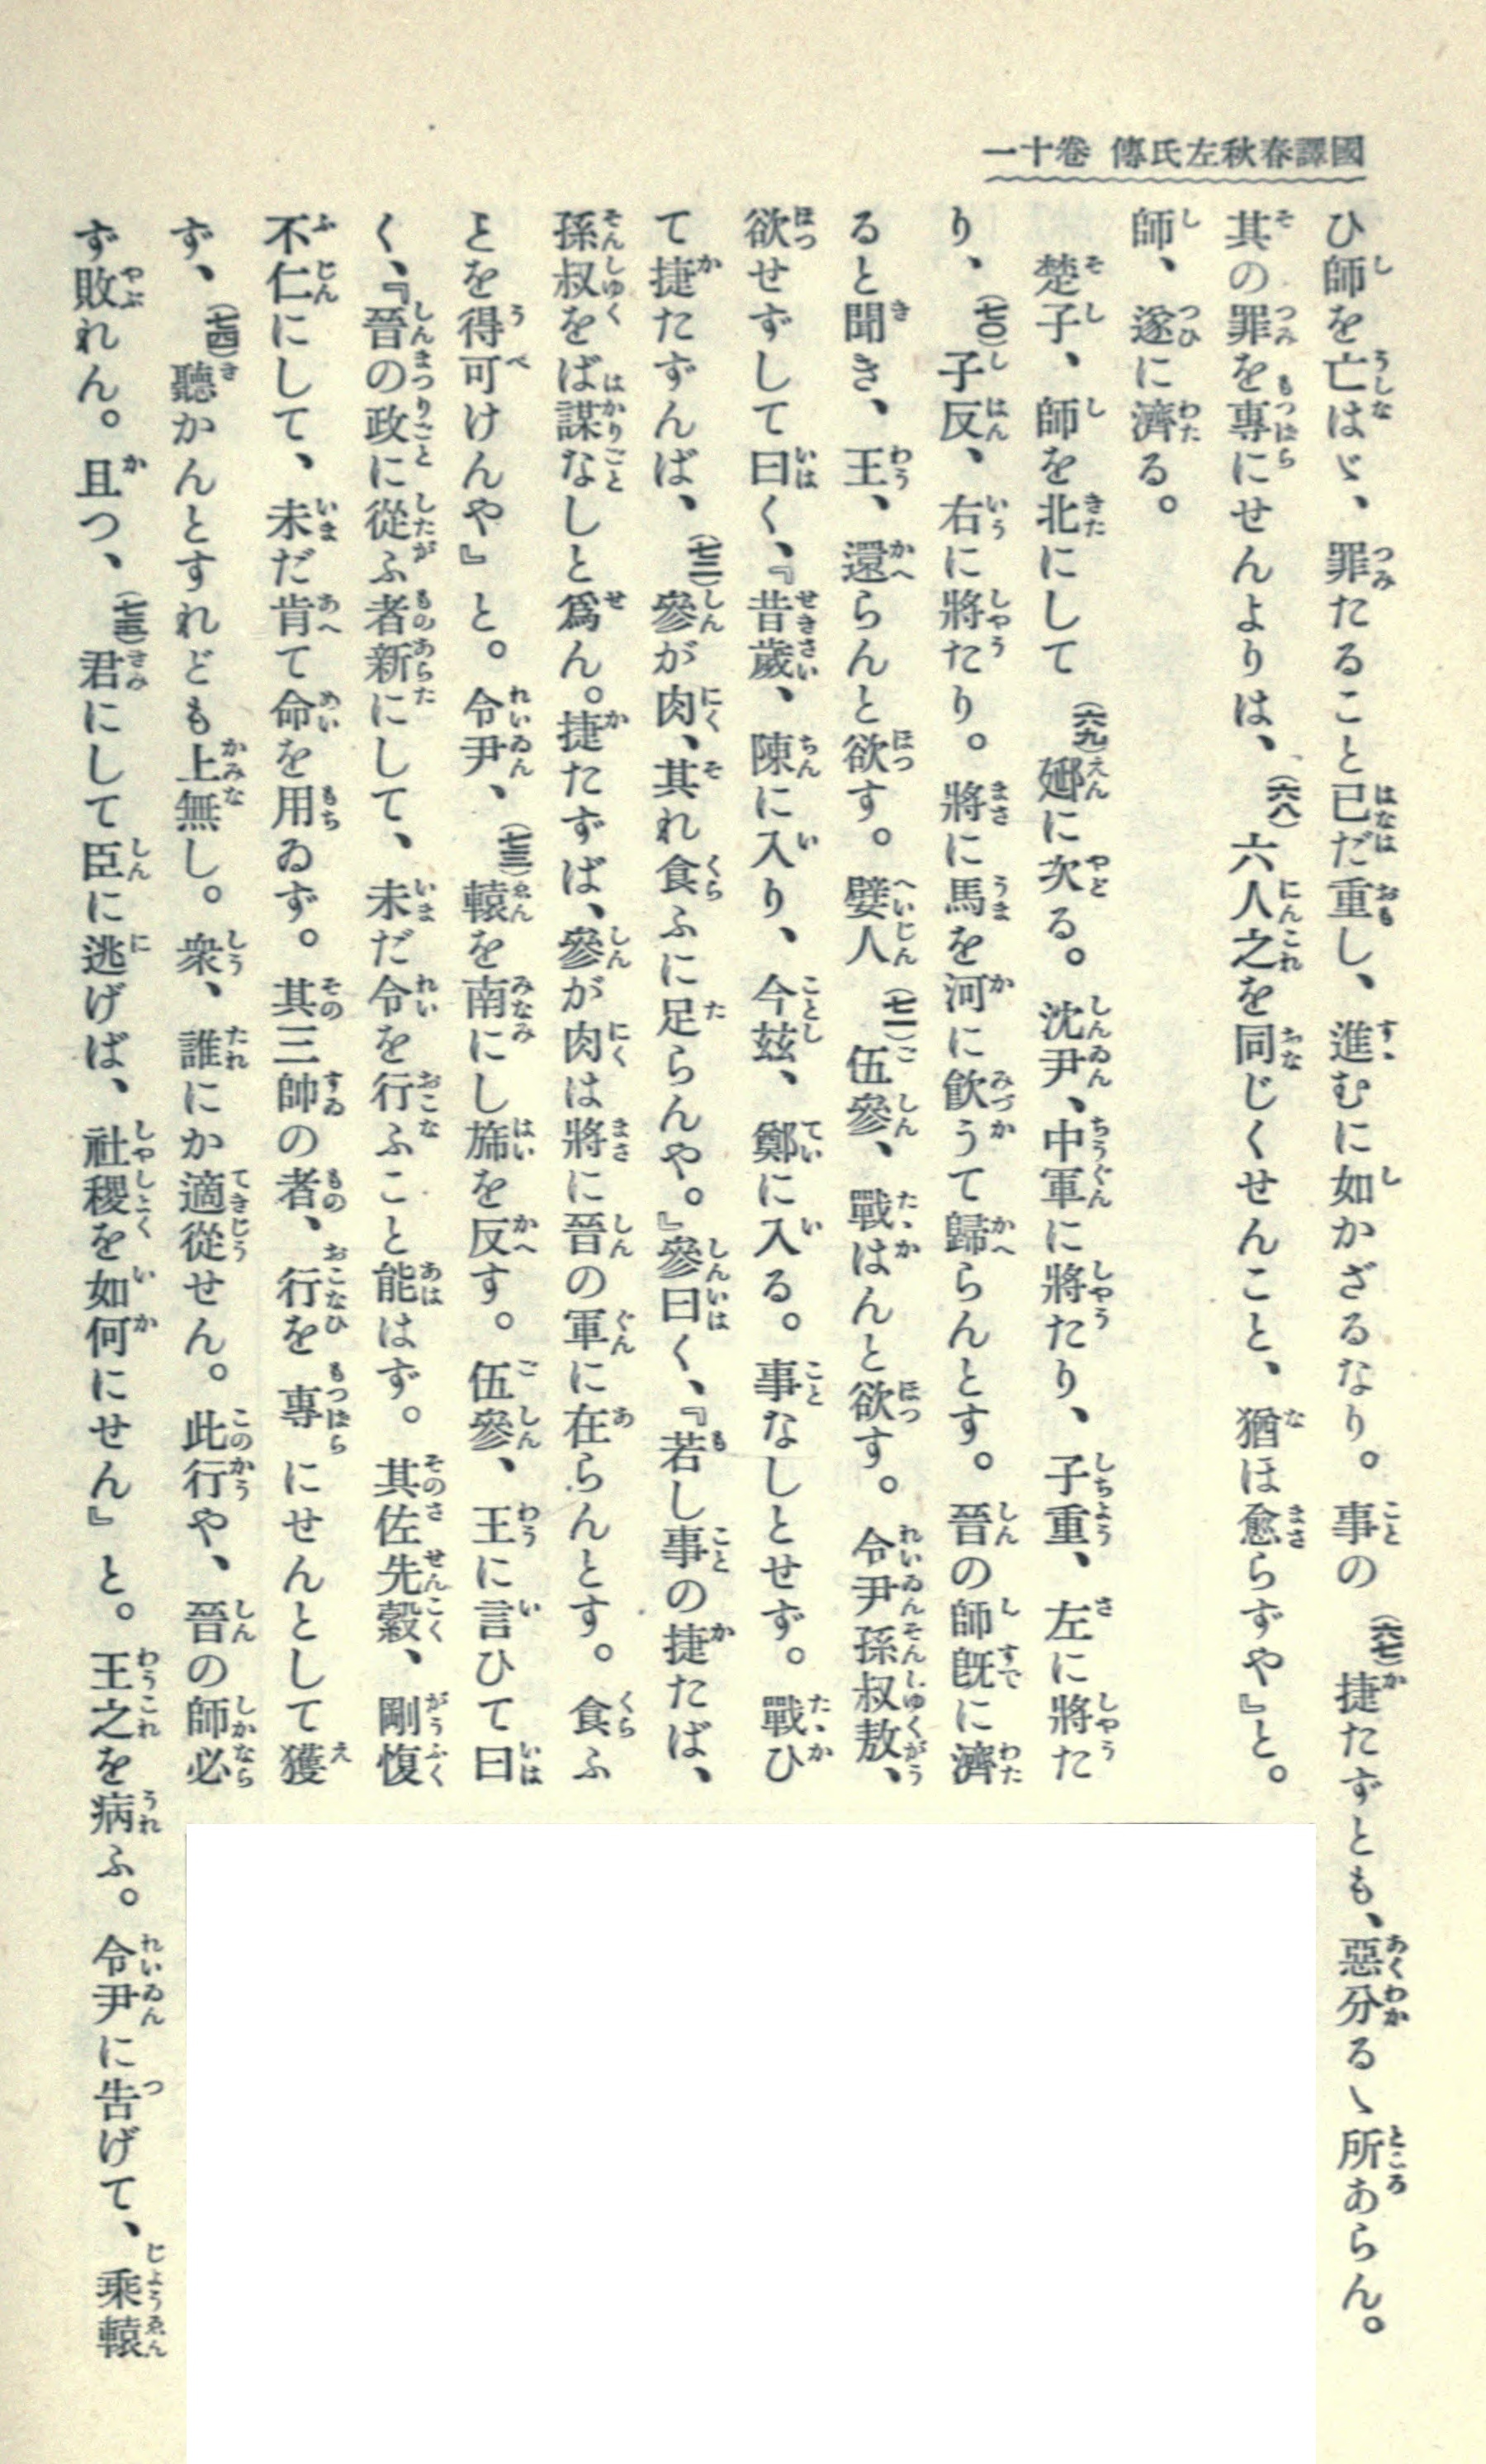 國譯春秋左氏傳 卷十一
ひ師を亡はゞ、罪たること已だ重し、進むに如かざるなり。事の(六七)捷たずとも、惡分るゝ所あらん。
其の罪を專にせんよりは、(六八)六人之を同じくせんこと、猶ほ愈らずや』と。
師、遂に濟る。
楚子、師を北にして(六九)郔に次る。沈尹、中軍に將たり、子重、左に將た
り、(七〇)子反、右に將たり。將に馬を河に飮うて歸らんとす。晉の師既に濟
ると聞き、王、還らんと欲す。嬖人(七一)伍參、戰はんと欲す。令尹孫叔敖、
欲せずして曰く、『昔歲、陳に入り、今茲、鄭に入る。事なしとせず。戰ひ
て捷たずんば、(七二)參が肉、其れ食ふに足らんや。』參曰く、『若し事の捷たば、
孫叔をば謀なしと爲ん。捷たずば、參が肉は將に晉の軍に在らんとす。食ふ
とを得可けんや』と。令尹、(七三)轅を南にし旆を反す。伍參、王に言ひて曰
く、『晉の政に從ふ者新にして、未だ令を行ふこと能はず。其佐先縠、剛愎
不仁にして、未だ肯て命を用ゐず。其三帥の者、行を專にせんとして獲
ず、(七四)聽かんとすれども上無し。衆、誰にか適從せん。此行や、晉の師必
ず敗れん。且つ、(七五)君にして臣に逃げば、社稷を如何にせん』と。王之を病ふ。令尹に告げて、乘轅